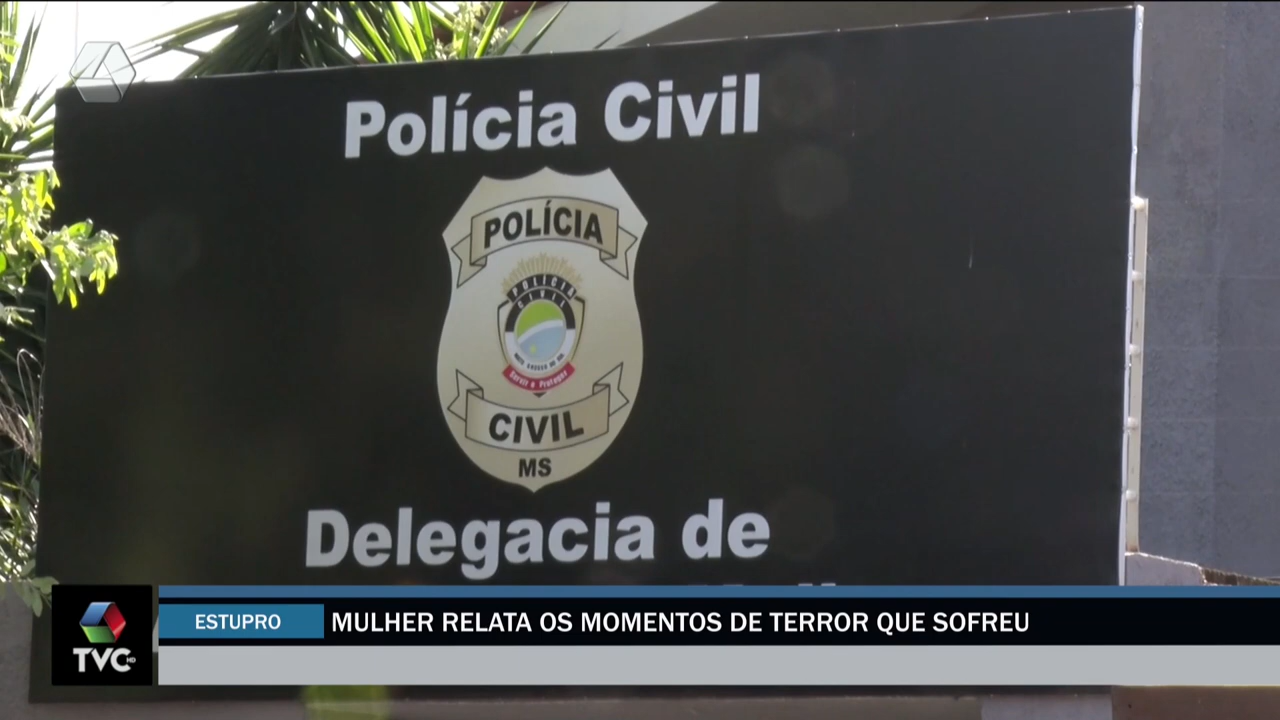 Polícia Civil
POLÍCIA
POLÍCIA
CIVIL
Servir e Proteger
CIVIL
MS
Delegacia de
ESTUPRO
MULHER RELATA OS MOMENTOS DE TERROR QUE SOFREU
TVC HD